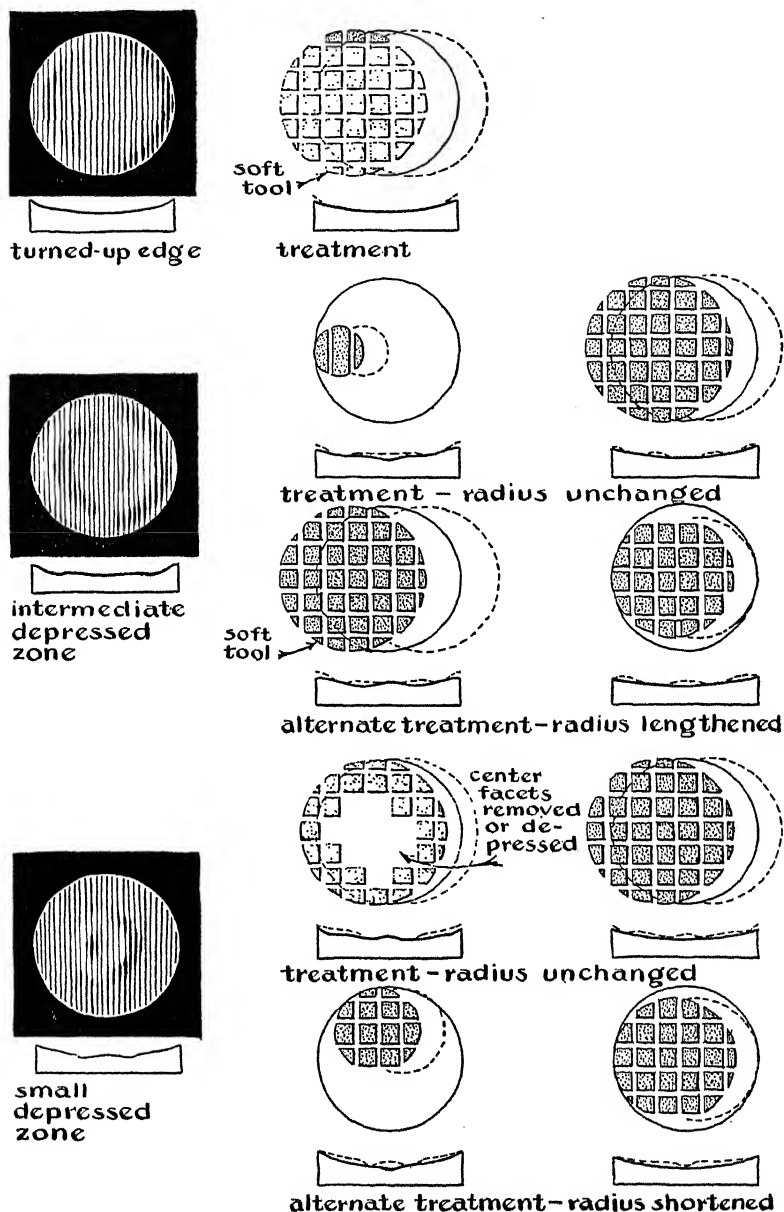 soft
tool
turned-up edge
treatment
treatment – radius unchanged
intermediate
depressed
zone
soft
tool
alternate treatment–radius lengthened
center
facets
removed
or de-
pressed
treatment–radius unchanged
small
depressed
zone
alternate treatment–radius shortened